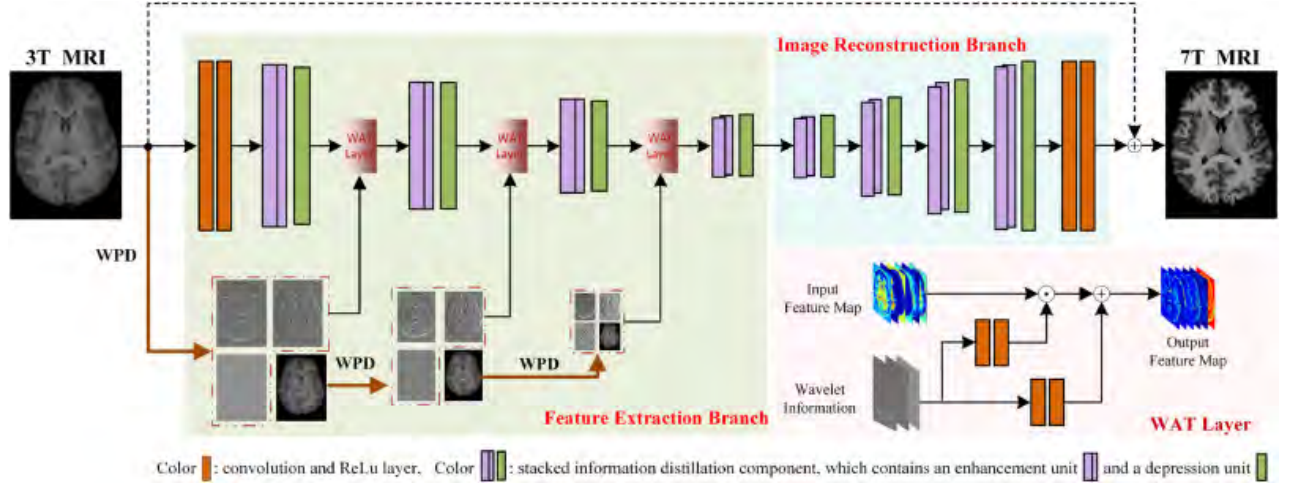 3T MRI
Image Reconstruction Branch
7T MRI
WAT
Layer
WAT
Layer
WAT
Layer
WPD
WPD
WPD
Feature Extraction Branch
Input
Feature Map
Wavelet
Information
Output
Feature Map
WAT Layer
Color : convolution and ReLu layer, Color : stacked information distillation component, which contains an enhancement unit and a depression unit